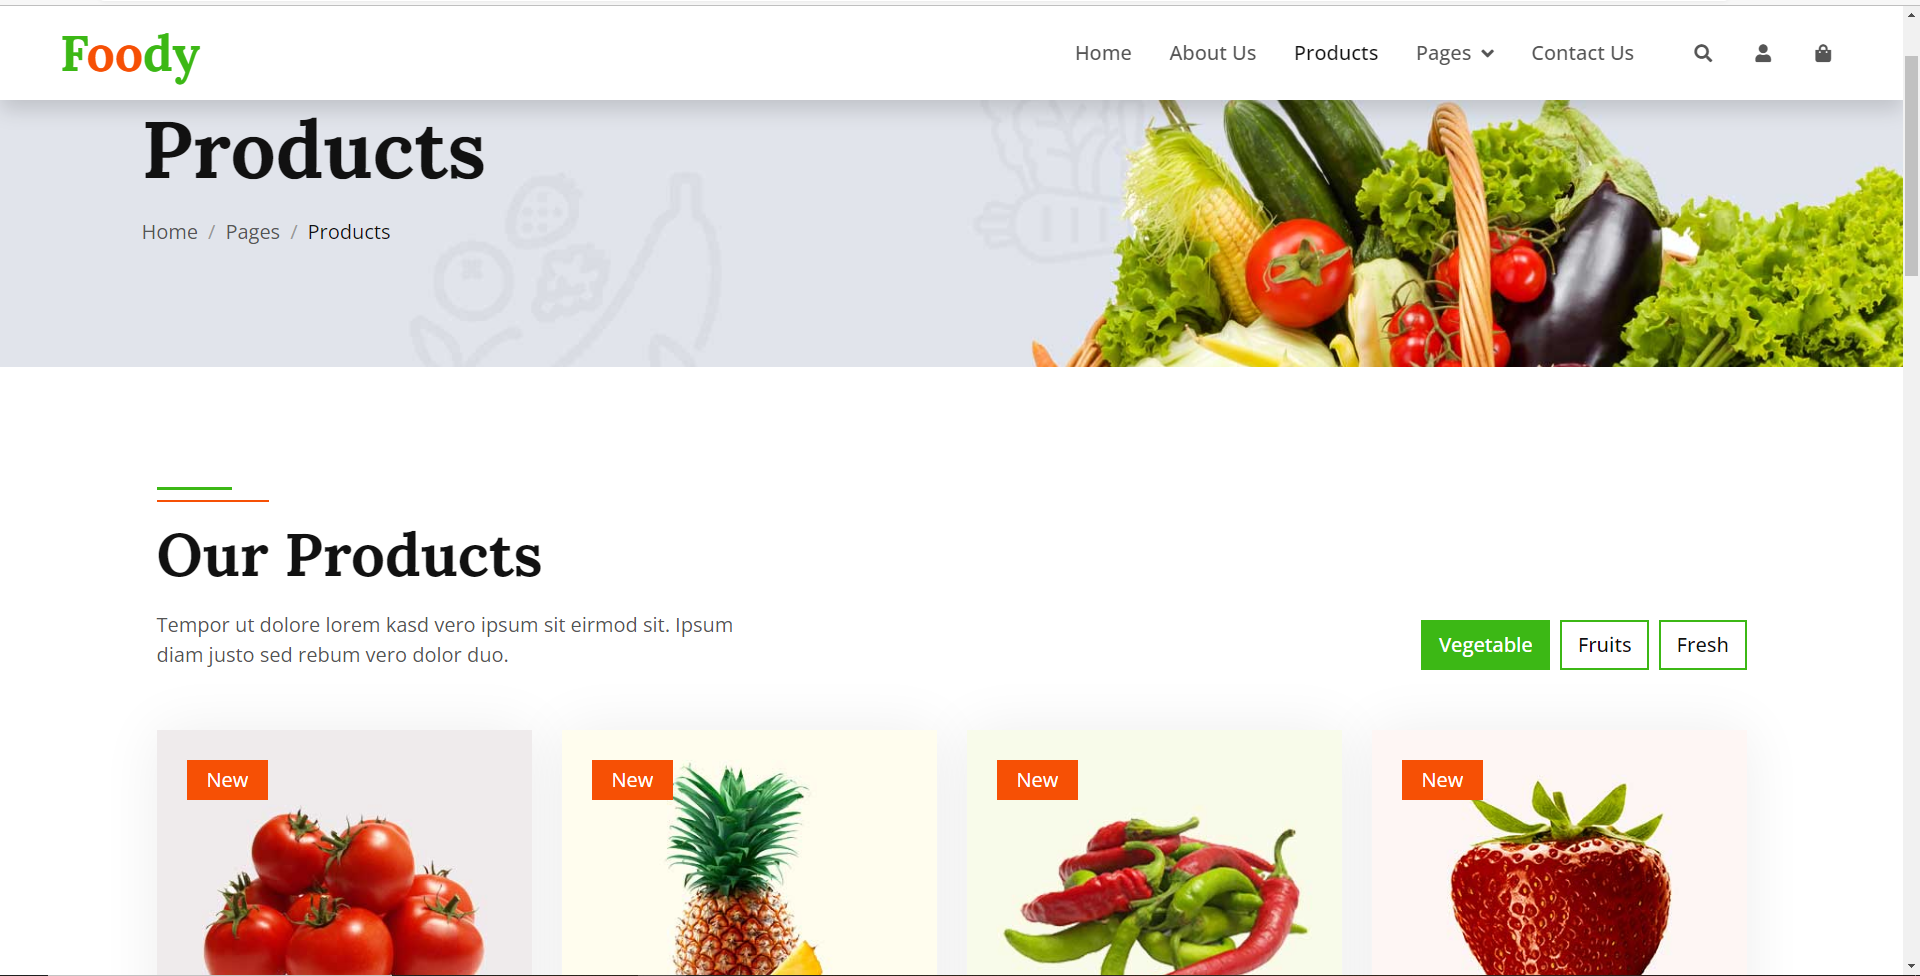 Foody
Home About Us Products Pages Contact Us
Products
Home / Pages / Products
Our Products
Tempor ut dolore lorem kasd vero ipsum sit eirmod sit. Ipsum
diam justo sed rebum vero dolor duo.
Vegetable Fruits Fresh
New New New New